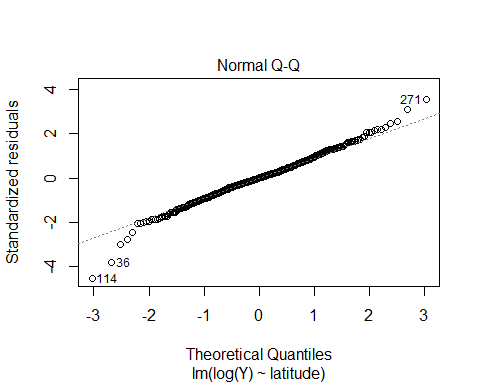 Normal Q-Q
Standardized residuals
4
2
0
-2
-4
271
36
114
-3 -2 -1 0 1 2 3
Theoretical Quantiles
lm(log(Y) ~ latitude)